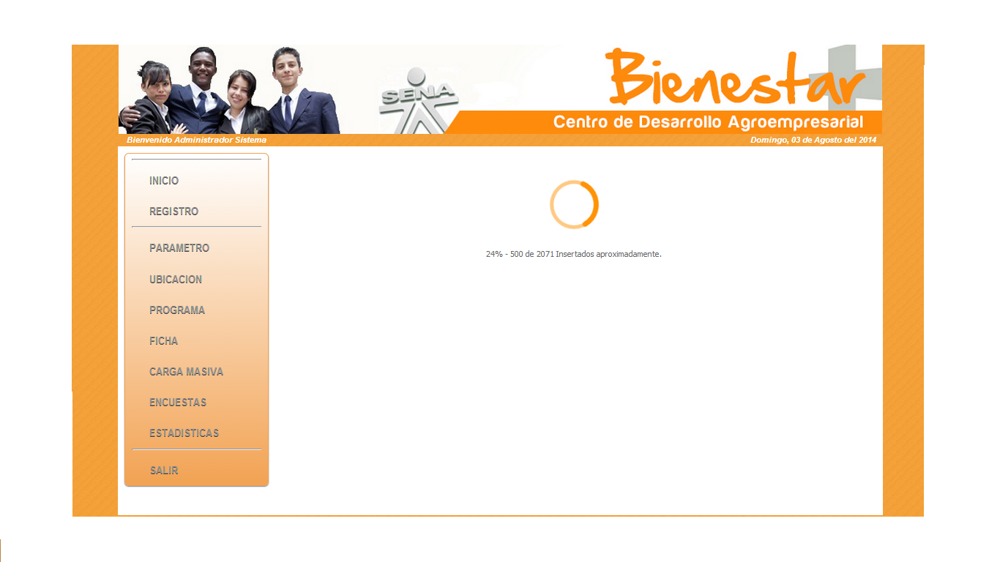 SENA
Bienestar
Centro de Desarrollo Agroempresarial
Bienvenido Administrador Sistema
Domingo, 03 de Agosto del 2014
INICIO
REGISTRO
PARAMETRO
UBICACION
PROGRAMA
FICHA
CARGA MASIVA
ENCUESTAS
ESTADISTICAS
SALIR
24% - 500 de 2071 Insertados aproximadamente.